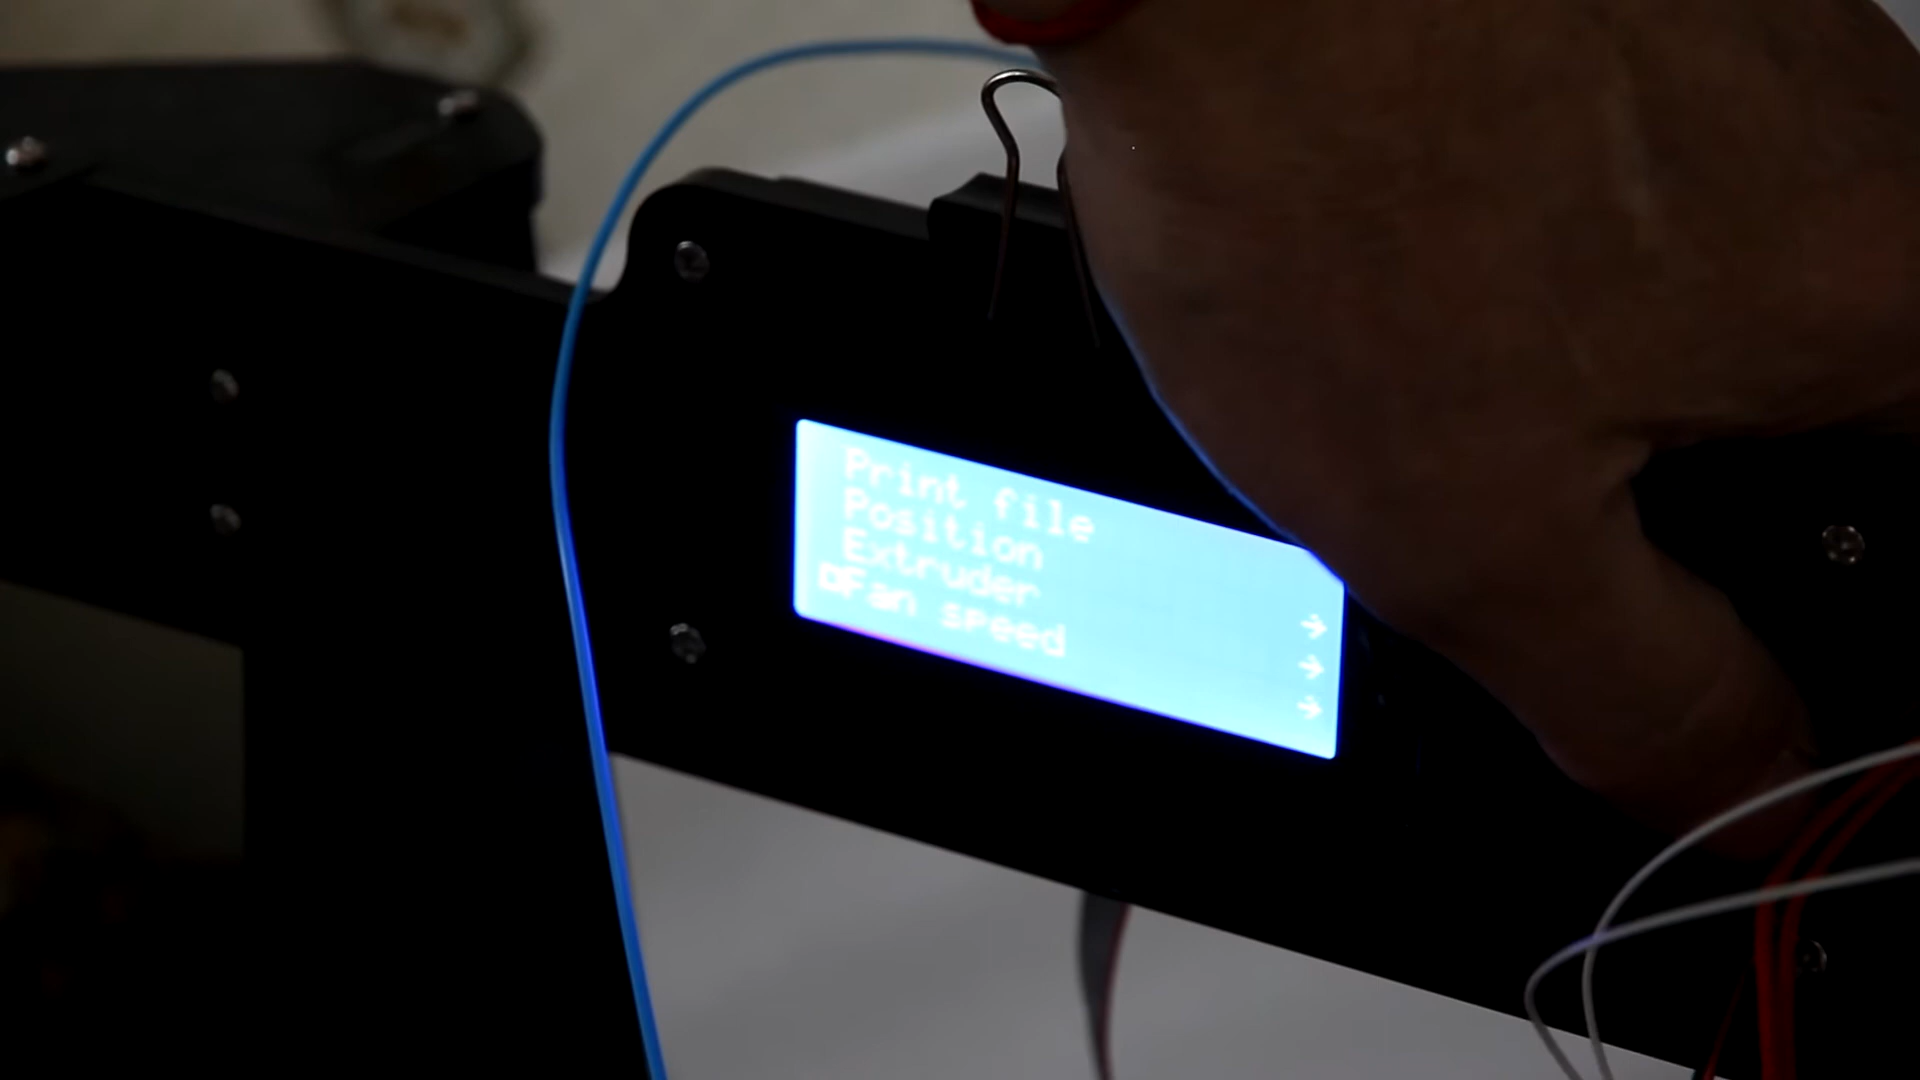 Print file
Position →
Extruder →
Fan speed →